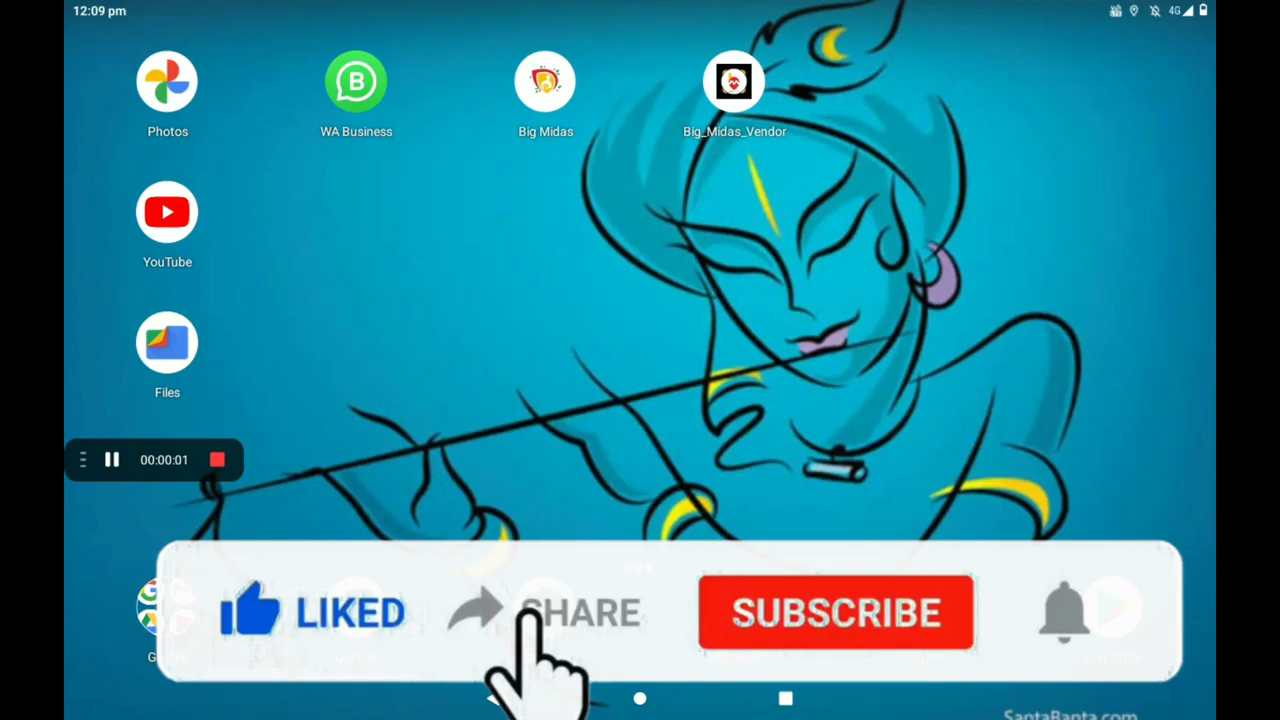 12:09 pm
4G
Photos
WA Business
Big Midas
Big_Midas_Vendor
YouTube
Files
00:00:01
LIKED
SHARE
SUBSCRIBE
SantaBanta.com